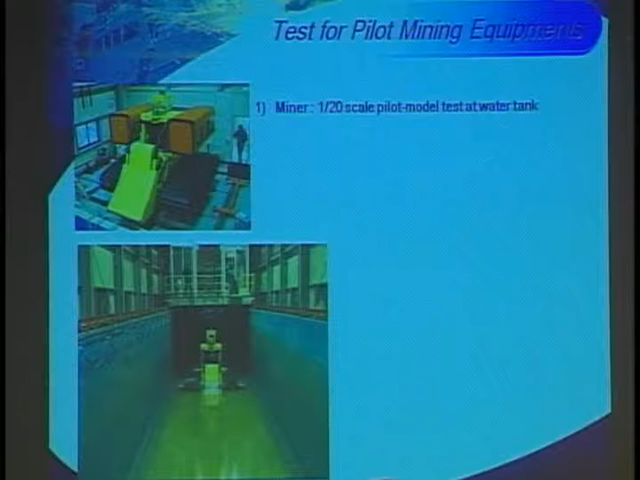 Test for Pilot Mining Equipments
1) Miner : 1/20 scale pilot-model test at water tank